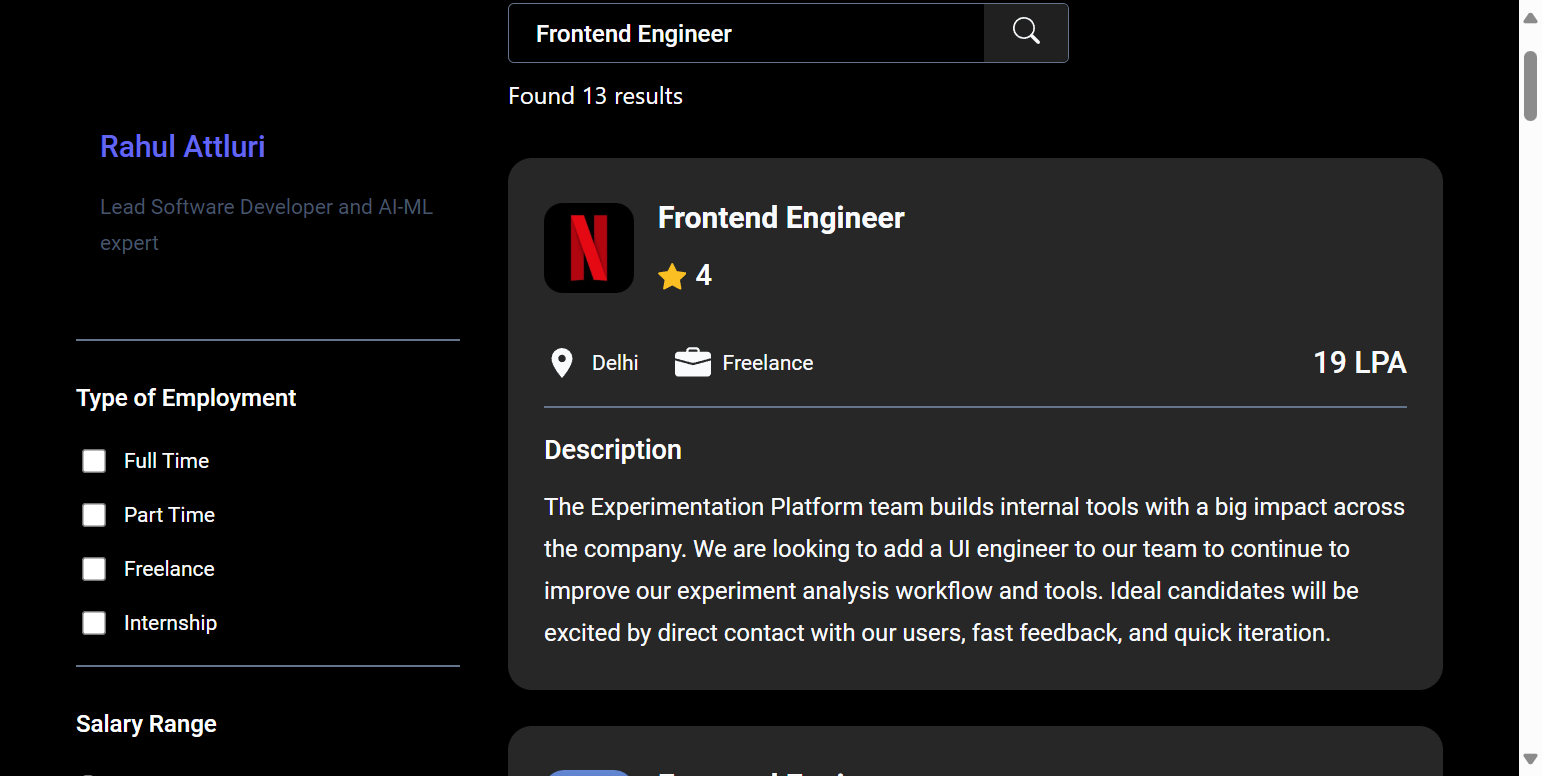 Frontend Engineer
Found 13 results
Rahul Attluri
Lead Software Developer and AI-ML
expert
Type of Employment
Full Time
Part Time
Freelance
Internship
Salary Range
N
Frontend Engineer
4
Delhi
Freelance
19 LPA
Description
The Experimentation Platform team builds internal tools with a big impact across
the company. We are looking to add a UI engineer to our team to continue to
improve our experiment analysis workflow and tools. Ideal candidates will be
excited by direct contact with our users, fast feedback, and quick iteration.